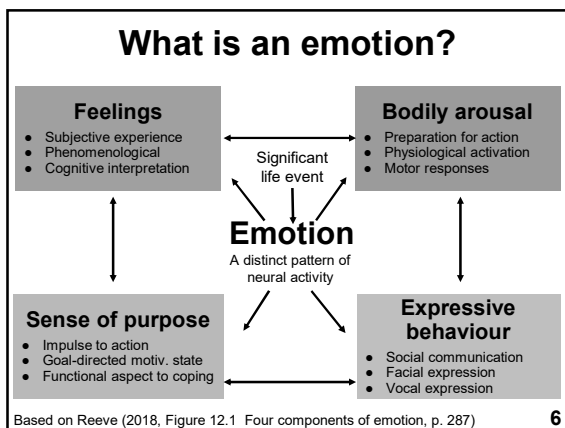 What is an emotion?
Feelings
● Subjective experience
● Phenomenological
● Cognitive interpretation
Bodily arousal
● Preparation for action
● Physiological activation
● Motor responses
Significant
life event
Emotion
A distinct pattern of
neural activity
Sense of purpose
● Impulse to action
● Goal-directed motiv. state
● Functional aspect to coping
Expressive
behaviour
● Social communication
● Facial expression
● Vocal expression
Based on Reeve (2018, Figure 12.1 Four components of emotion, p. 287)
6